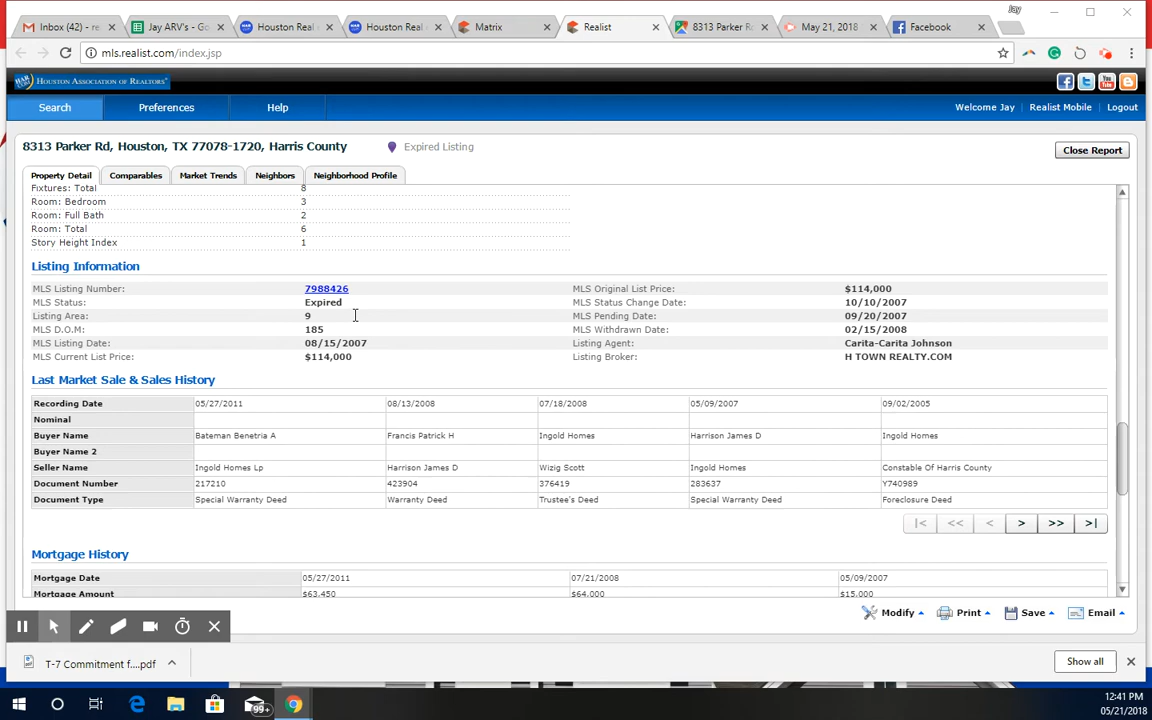 Jay
Inbox (42) - re
Jay ARV's - Go
Houston Real
Houston Real
Matrix
Realist
8313 Parker Ro
May 21, 2018
Facebook
mls.realist.com/index.jsp
HOUSTON ASSOCIATION OF REALTORS®
Search Preferences Help Welcome Jay Realist Mobile Logout
8313 Parker Rd, Houston, TX 77078-1720, Harris County Expired Listing Close Report
Property Detail Comparables Market Trends Neighbors Neighborhood Profile
Fixtures: Total 8
Room: Bedroom 3
Room: Full Bath 2
Room: Total 6
Story Height Index 1
Listing Information
MLS Listing Number: 7988426 MLS Original List Price: $114,000
MLS Status: Expired MLS Status Change Date: 10/10/2007
Listing Area: 9 MLS Pending Date: 09/20/2007
MLS D.O.M: 185 MLS Withdrawn Date: 02/15/2008
MLS Listing Date: 08/15/2007 Listing Agent: Carita-Carita Johnson
MLS Current List Price: $114,000 Listing Broker: H TOWN REALTY.COM
Last Market Sale & Sales History
Recording Date 05/27/2011 08/13/2008 07/18/2008 05/09/2007 09/02/2005
Nominal
Buyer Name Bateman Benetria A Francis Patrick H Ingold Homes Harrison James D Ingold Homes
Buyer Name 2
Seller Name Ingold Homes Lp Harrison James D Wizig Scott Ingold Homes Constable Of Harris County
Document Number 217210 423904 376419 283637 Y740989
Document Type Special Warranty Deed Warranty Deed Trustee's Deed Special Warranty Deed Foreclosure Deed
|< << < > >> >|
Mortgage History
Mortgage Date 05/27/2011 07/21/2008 05/09/2007
Mortgage Amount $63,450 $64,000 $15,000
Modify Print Save Email
T-7 Commitment f....pdf Show all
99+
12:41 PM
05/21/2018